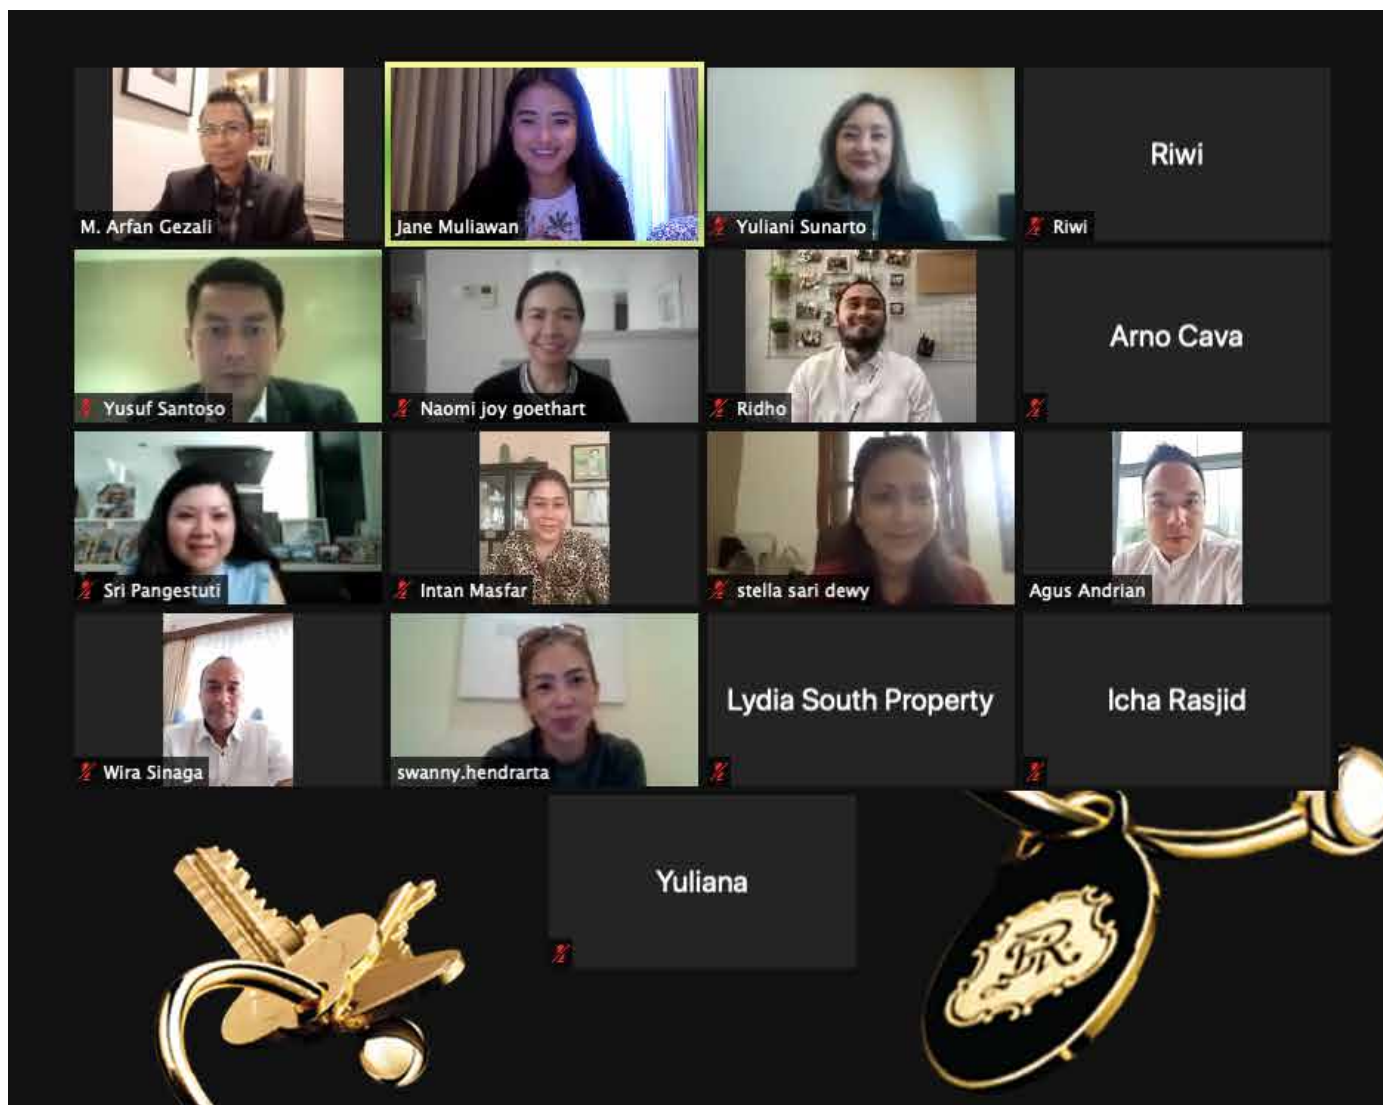 M. Arfan Gezali
Jane Muliawan
Yuliani Sunarto
Riwi
Riwi
Yusuf Santoso
Naomi joy goethart
Ridho
Arno Cava
Sri Pangestuti
Intan Masfar
stella sari dewy
Agus Andrian
Wira Sinaga
swanny.hendrarta
Lydia South Property
Icha Rasjid
Yuliana